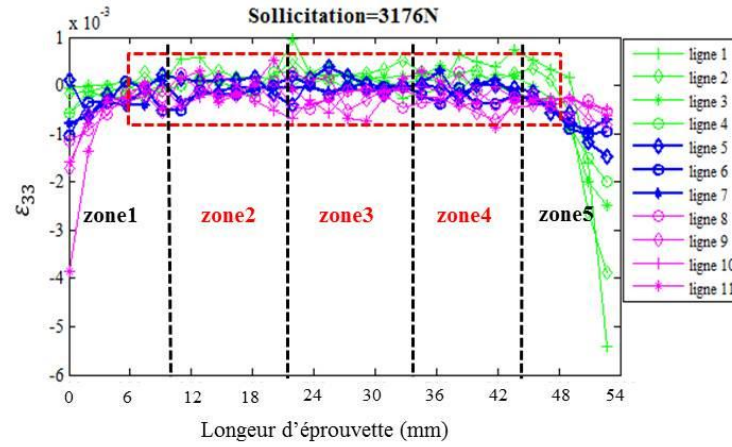 Sollicitation=3176N
x 10⁻³
1
0
-1
-2
-3
-4
-5
-6
ε₃₃
zone1 zone2 zone3 zone4 zone5
0 6 12 18 24 30 36 42 48 54
Longeur d’éprouvette (mm)
ligne 1
ligne 2
ligne 3
ligne 4
ligne 5
ligne 6
ligne 7
ligne 8
ligne 9
ligne 10
ligne 11